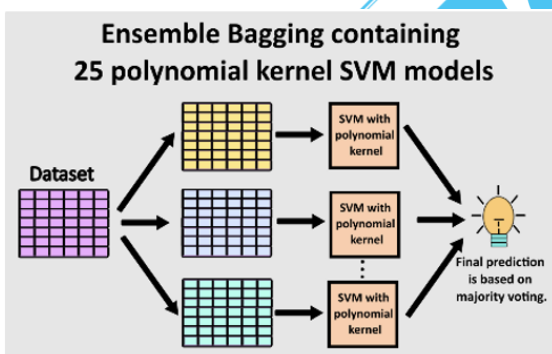 Ensemble Bagging containing
25 polynomial kernel SVM models
Dataset
SVM with
polynomial
kernel
SVM with
polynomial
kernel
SVM with
polynomial
kernel
Final prediction
is based on
majority voting.